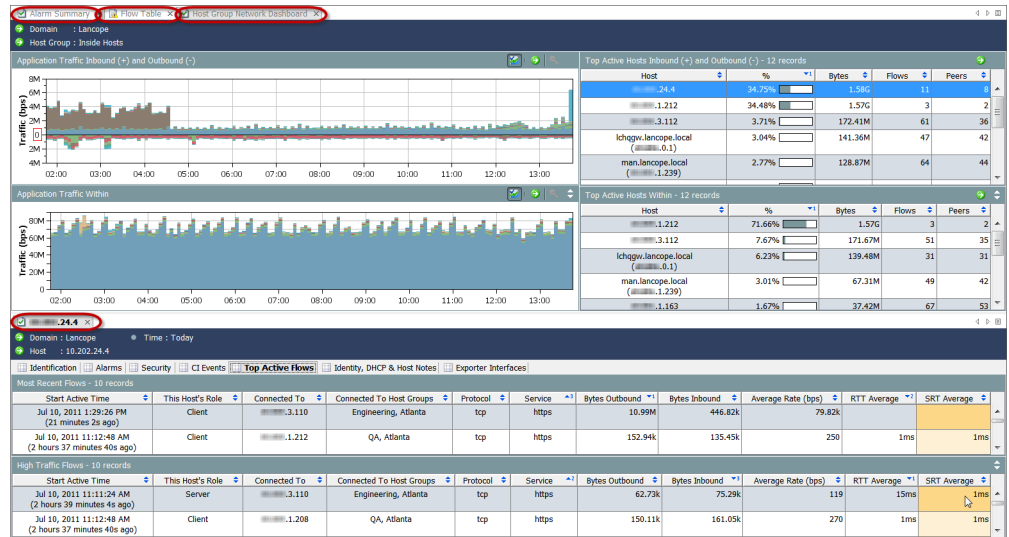 Alarm Summary Flow Table Host Group Network Dashboard
Domain : Lancope
Host Group : Inside Hosts
Application Traffic Inbound (+) and Outbound (-)
Traffic (bps)
8M
6M
4M
2M
0
2M
4M
02:00 03:00 04:00 05:00 06:00 07:00 08:00 09:00 10:00 11:00 12:00 13:00
Top Active Hosts Inbound (+) and Outbound (-) - 12 records
Host % 1 Bytes Flows Peers
.24.4 34.75% 1.58G 11 8
.1.212 34.48% 1.57G 3 2
.3.112 3.71% 172.41M 61 36
lchqgw.lancope.local 3.04% 141.36M 47 42
( .0.1)
man.lancope.local 2.77% 128.87M 64 44
( .1.239)
Application Traffic Within
Traffic (bps)
80M
60M
40M
20M
0
02:00 03:00 04:00 05:00 06:00 07:00 08:00 09:00 10:00 11:00 12:00 13:00
Top Active Hosts Within - 12 records
Host % 1 Bytes Flows Peers
.1.212 71.66% 1.57G 3 2
.3.112 7.67% 171.67M 51 35
lchqgw.lancope.local 6.23% 139.48M 31 31
( .0.1)
man.lancope.local 3.01% 67.31M 49 42
( .1.239)
.1.163 1.67% 37.42M 67 53
.24.4
Domain : Lancope Time : Today
Host : 10.202.24.4
Identification Alarms Security CI Events Top Active Flows Identity, DHCP & Host Notes Exporter Interfaces
Most Recent Flows - 10 records
Start Active Time This Host's Role Connected To Connected To Host Groups Protocol Service 3 Bytes Outbound 1 Bytes Inbound Average Rate (bps) RTT Average 2 SRT Average
Jul 10, 2011 1:29:26 PM Client .3.110 Engineering, Atlanta tcp https 10.99M 446.82k 79.82k
(21 minutes 2s ago)
Jul 10, 2011 11:12:48 AM Client .1.212 QA, Atlanta tcp https 152.94k 135.45k 250 1ms 1ms
(2 hours 37 minutes 40s ago)
High Traffic Flows - 10 records
Start Active Time This Host's Role Connected To Connected To Host Groups Protocol Service 2 Bytes Outbound Bytes Inbound 3 Average Rate (bps) RTT Average 1 SRT Average
Jul 10, 2011 11:11:24 AM Server .3.110 Engineering, Atlanta tcp https 62.73k 75.29k 119 15ms 1ms
(2 hours 39 minutes 4s ago)
Jul 10, 2011 11:12:48 AM Client .1.208 QA, Atlanta tcp https 150.11k 161.05k 270 1ms 1ms
(2 hours 37 minutes 40s ago)